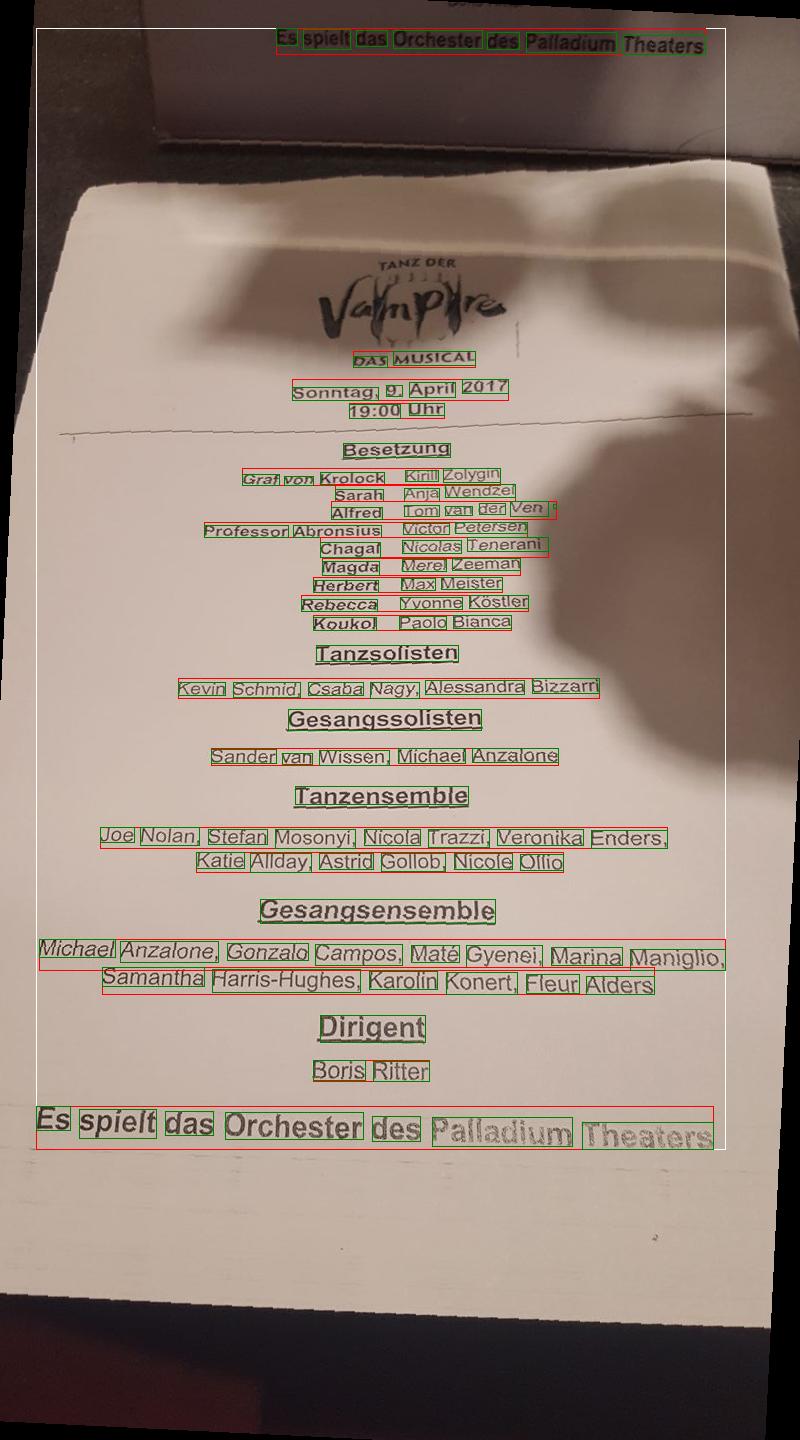 Es spielt das Orchester des Palladium Theaters
TANZ DER
Vampire
DAS MUSICAL
Sonntag, 9. April 2017
19:00 Uhr
Besetzung
Graf von Krolock Kirill Zolygin
Sarah Anja Wendzel
Alfred Tom van der Ven
Professor Abronsius Victor Petersen
Chagal Nicolas Tenerani
Magda Merel Zeeman
Herbert Max Meister
Rebecca Yvonne Köstler
Koukol Paolo Bianca
Tanzsolisten
Kevin Schmid, Csaba Nagy, Alessandra Bizzarri
Gesangssolisten
Sander van Wissen, Michael Anzalone
Tanzensemble
Joe Nolan, Stefan Mosonyi, Nicola Trazzi, Veronika Enders,
Katie Allday, Astrid Gollob, Nicole Ollio
Gesangsensemble
Michael Anzalone, Gonzalo Campos, Maté Gyenei, Marina Maniglio,
Samantha Harris-Hughes, Karolin Konert, Fleur Alders
Dirigent
Boris Ritter
Es spielt das Orchester des Palladium Theaters